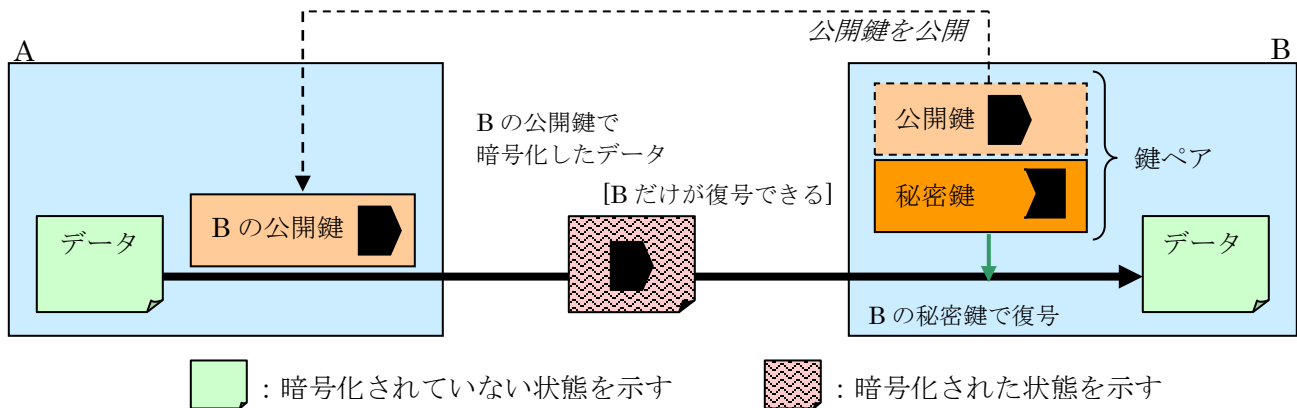 公開鍵を公開
A
B
B の公開鍵で
暗号化したデータ
[B だけが復号できる]
公開鍵
秘密鍵
鍵ペア
データ
B の公開鍵
データ
B の秘密鍵で復号
：暗号化されていない状態を示す
：暗号化された状態を示す